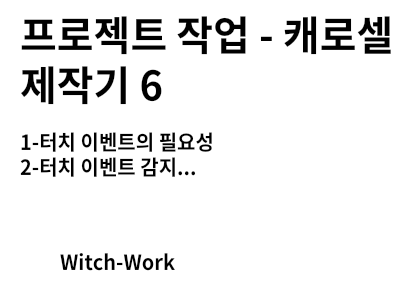 프로젝트 작업 - 캐로셀
제작기 6
1-터치 이벤트의 필요성
2-터치 이벤트 감지...
Witch-Work